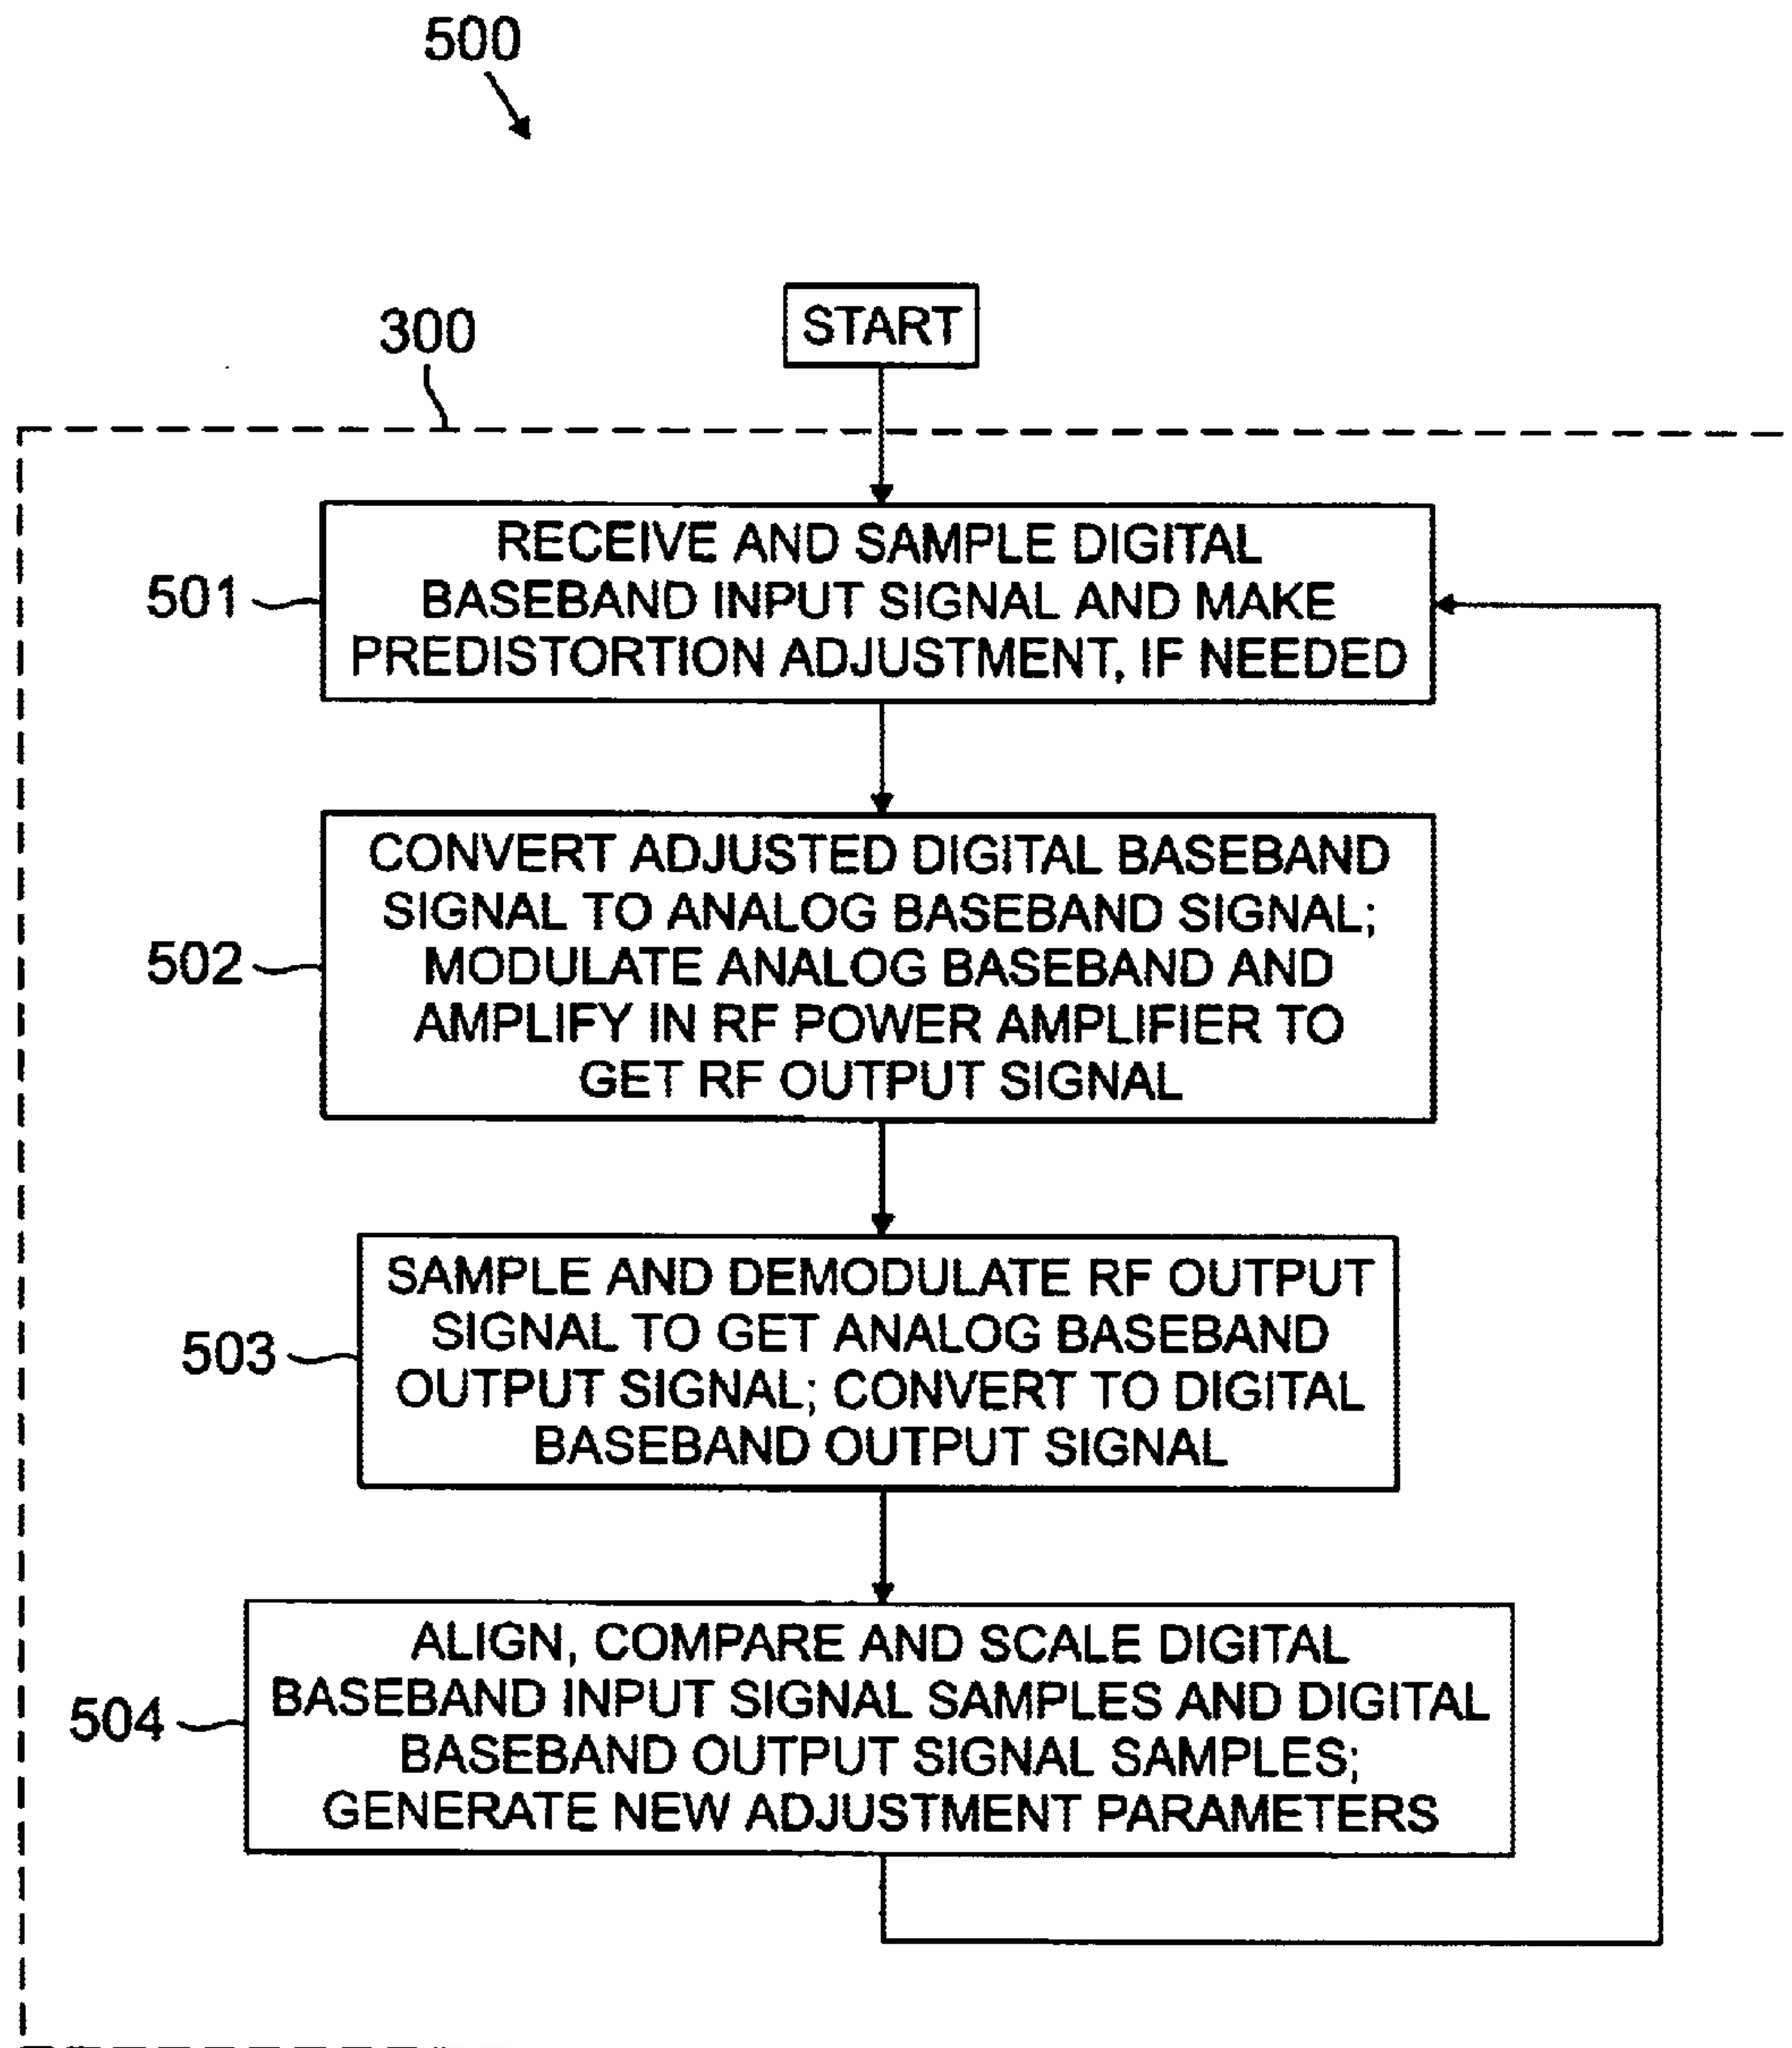 500
START
300
RECEIVE AND SAMPLE DIGITAL
BASEBAND INPUT SIGNAL AND MAKE
PREDISTORTION ADJUSTMENT, IF NEEDED
501
CONVERT ADJUSTED DIGITAL BASEBAND
SIGNAL TO ANALOG BASEBAND SIGNAL;
MODULATE ANALOG BASEBAND AND
AMPLIFY IN RF POWER AMPLIFIER TO
GET RF OUTPUT SIGNAL
502
SAMPLE AND DEMODULATE RF OUTPUT
SIGNAL TO GET ANALOG BASEBAND
OUTPUT SIGNAL; CONVERT TO DIGITAL
BASEBAND OUTPUT SIGNAL
503
ALIGN, COMPARE AND SCALE DIGITAL
BASEBAND INPUT SIGNAL SAMPLES AND DIGITAL
BASEBAND OUTPUT SIGNAL SAMPLES;
GENERATE NEW ADJUSTMENT PARAMETERS
504